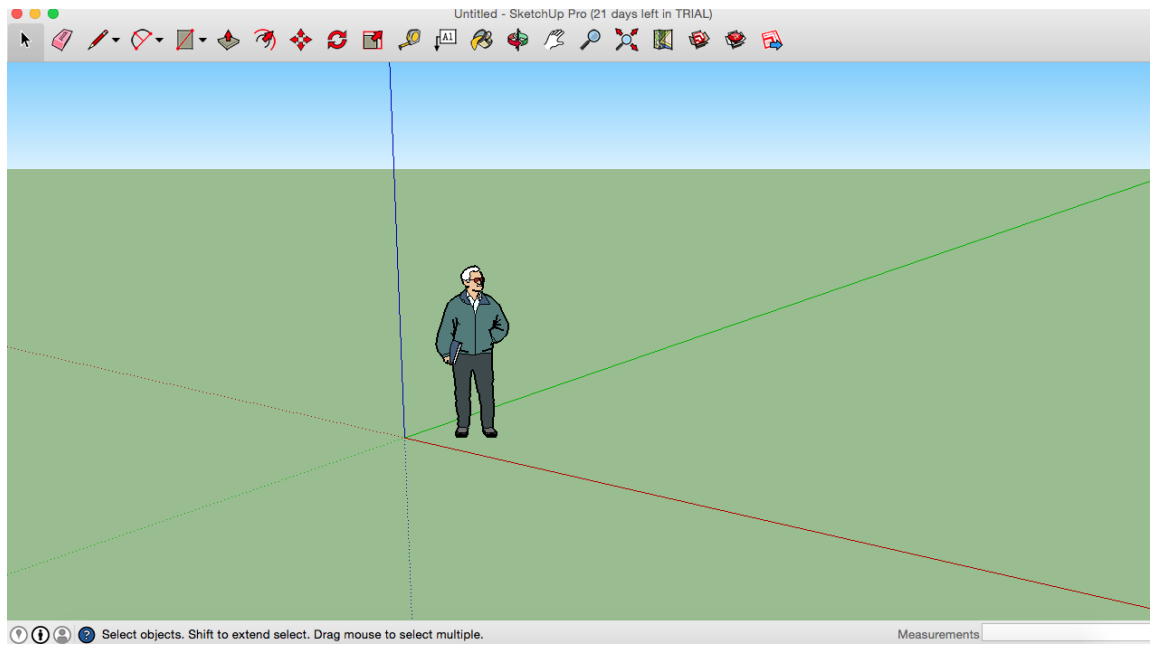 Untitled - SketchUp Pro (21 days left in TRIAL)
A1
Select objects. Shift to extend select. Drag mouse to select multiple.
Measurements